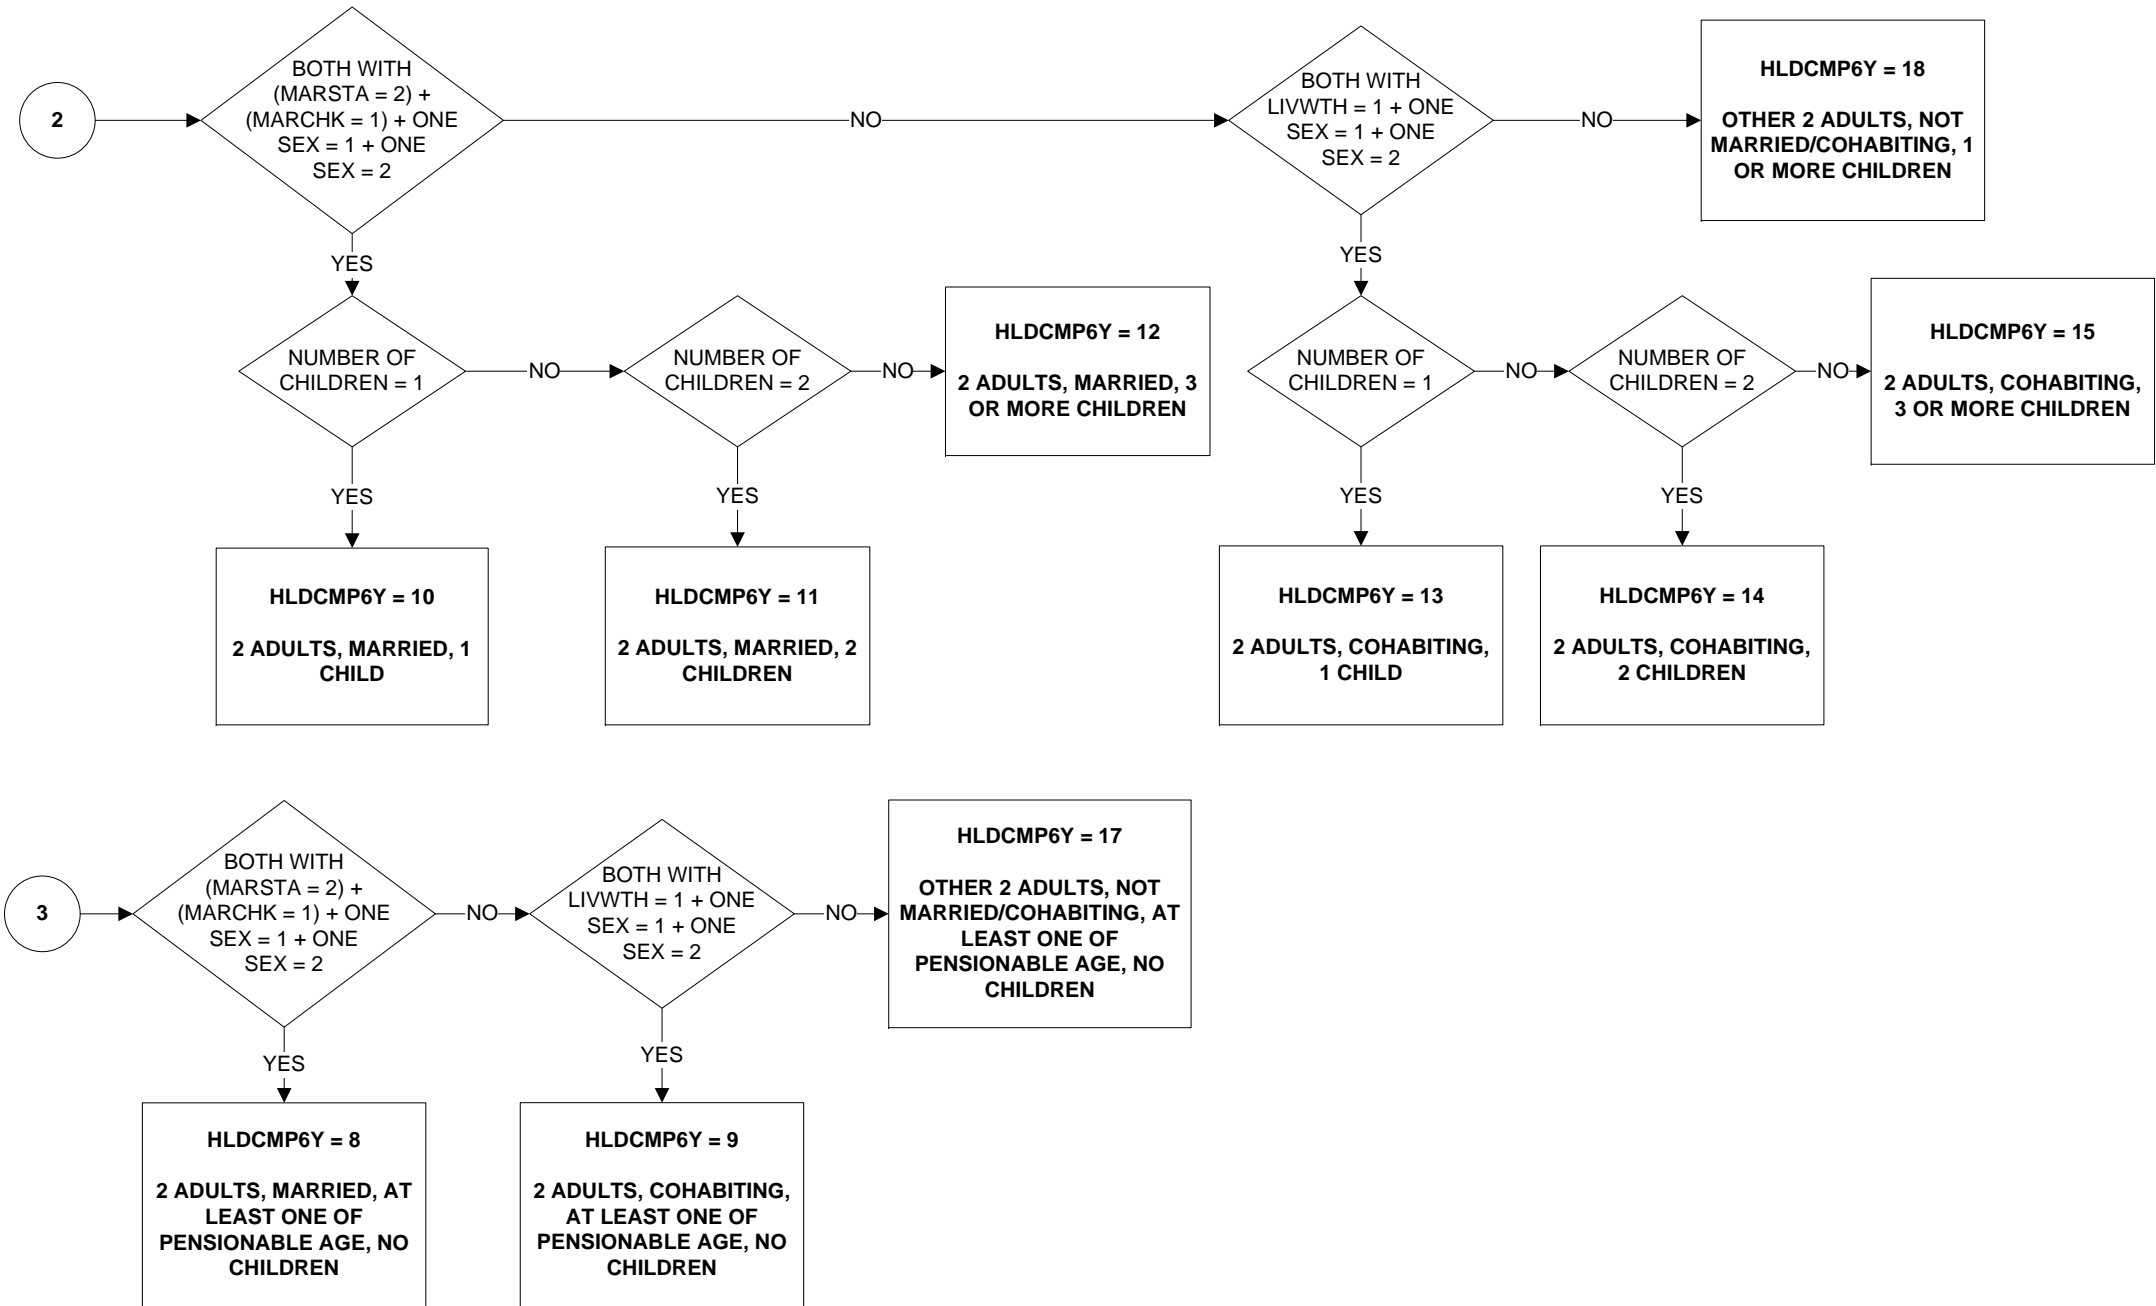 2
BOTH WITH
(MARSTA = 2) +
(MARCHK = 1) + ONE
SEX = 1 + ONE
SEX = 2
NO
BOTH WITH
LIVWTH = 1 + ONE
SEX = 1 + ONE
SEX = 2
NO
HLDCMP6Y = 18
OTHER 2 ADULTS, NOT
MARRIED/COHABITING, 1
OR MORE CHILDREN
YES
YES
NUMBER OF
CHILDREN = 1
NO
NUMBER OF
CHILDREN = 2
NO
HLDCMP6Y = 12
2 ADULTS, MARRIED, 3
OR MORE CHILDREN
NUMBER OF
CHILDREN = 1
NO
NUMBER OF
CHILDREN = 2
NO
HLDCMP6Y = 15
2 ADULTS, COHABITING,
3 OR MORE CHILDREN
YES
YES
YES
YES
HLDCMP6Y = 10
2 ADULTS, MARRIED, 1
CHILD
HLDCMP6Y = 11
2 ADULTS, MARRIED, 2
CHILDREN
HLDCMP6Y = 13
2 ADULTS, COHABITING,
1 CHILD
HLDCMP6Y = 14
2 ADULTS, COHABITING,
2 CHILDREN
3
BOTH WITH
(MARSTA = 2) +
(MARCHK = 1) + ONE
SEX = 1 + ONE
SEX = 2
NO
BOTH WITH
LIVWTH = 1 + ONE
SEX = 1 + ONE
SEX = 2
NO
HLDCMP6Y = 17
OTHER 2 ADULTS, NOT
MARRIED/COHABITING, AT
LEAST ONE OF
PENSIONABLE AGE, NO
CHILDREN
YES
YES
HLDCMP6Y = 8
2 ADULTS, MARRIED, AT
LEAST ONE OF
PENSIONABLE AGE, NO
CHILDREN
HLDCMP6Y = 9
2 ADULTS, COHABITING,
AT LEAST ONE OF
PENSIONABLE AGE, NO
CHILDREN